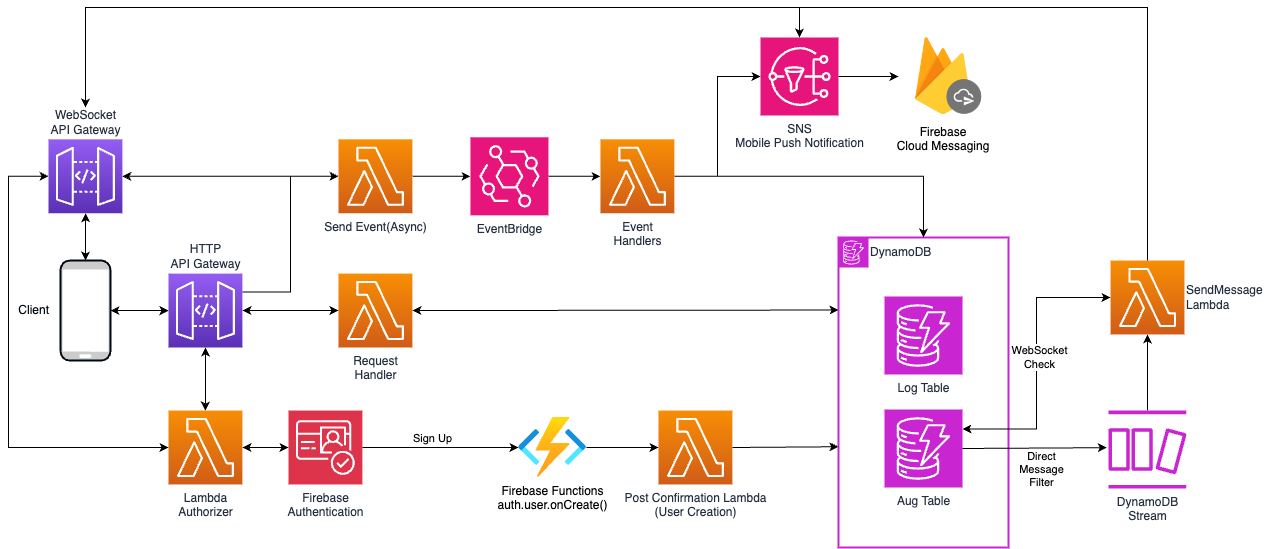 WebSocket
API Gateway
SNS
Mobile Push Notification
Firebase
Cloud Messaging
Send Event(Async)
EventBridge
Event
Handlers
HTTP
API Gateway
DynamoDB
Client
SendMessage
Lambda
Request
Handler
WebSocket
Check
Log Table
Sign Up
Direct
Message
Filter
Lambda
Authorizer
Firebase
Authentication
Firebase Functions
auth.user.onCreate()
Post Confirmation Lambda
(User Creation)
Aug Table
DynamoDB
Stream